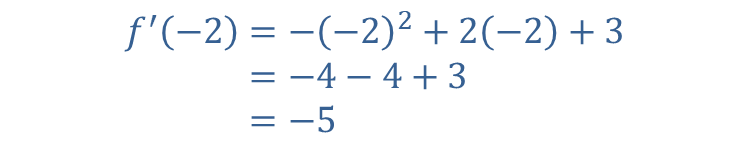 f′(−2) = −(−2)² + 2(−2) + 3
= −4 − 4 + 3
= −5